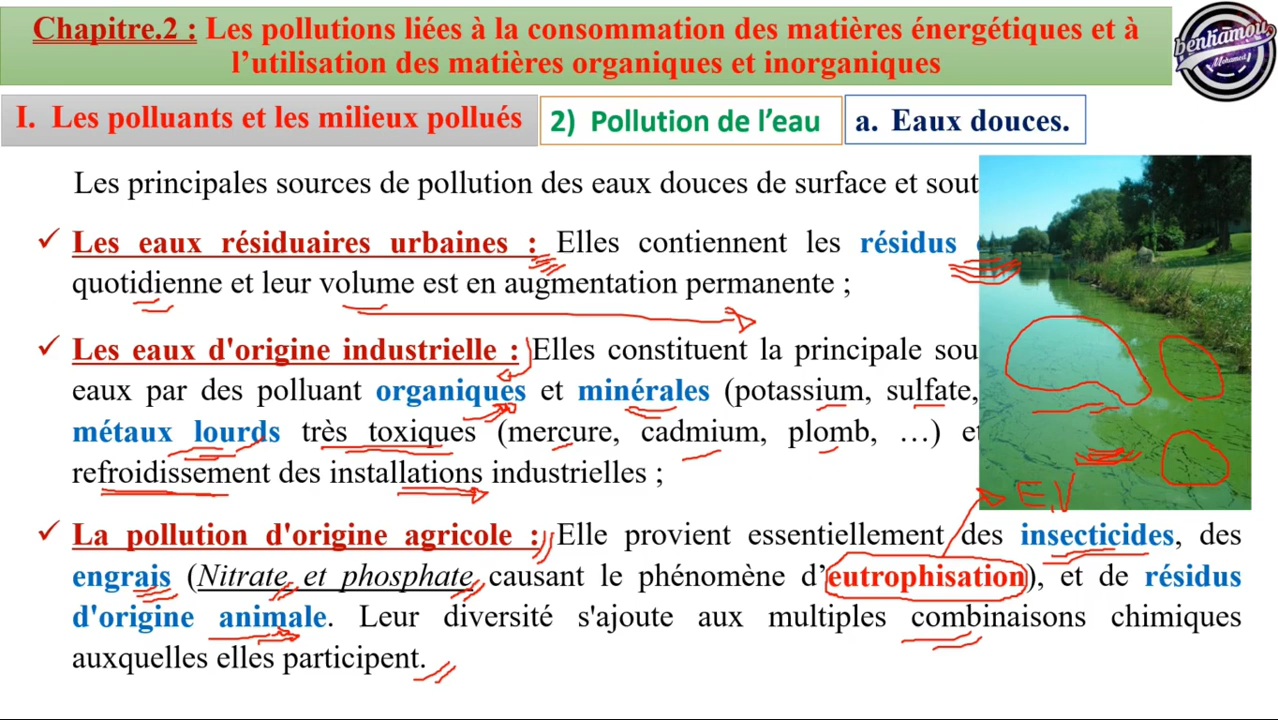 Chapitre.2 : Les pollutions liées à la consommation des matières énergétiques et à
l’utilisation des matières organiques et inorganiques
benhamou
Mohamed
I. Les polluants et les milieux pollués
2) Pollution de l’eau
a. Eaux douces.
Les principales sources de pollution des eaux douces de surface et
✓ Les eaux résiduaires urbaines : Elles contiennent les résidus
quotidienne et leur volume est en augmentation permanente ;
✓ Les eaux d'origine industrielle : Elles constituent la principale
eaux par des polluant organiques et minérales (potassium, sulfate,
métaux lourds très toxiques (mercure, cadmium, plomb, …)
refroidissement des installations industrielles ;
EV
✓ La pollution d'origine agricole : Elle provient essentiellement des insecticides, des
engrais (Nitrate et phosphate causant le phénomène d’eutrophisation), et de résidus
d'origine animale. Leur diversité s'ajoute aux multiples combinaisons chimiques
auxquelles elles participent.